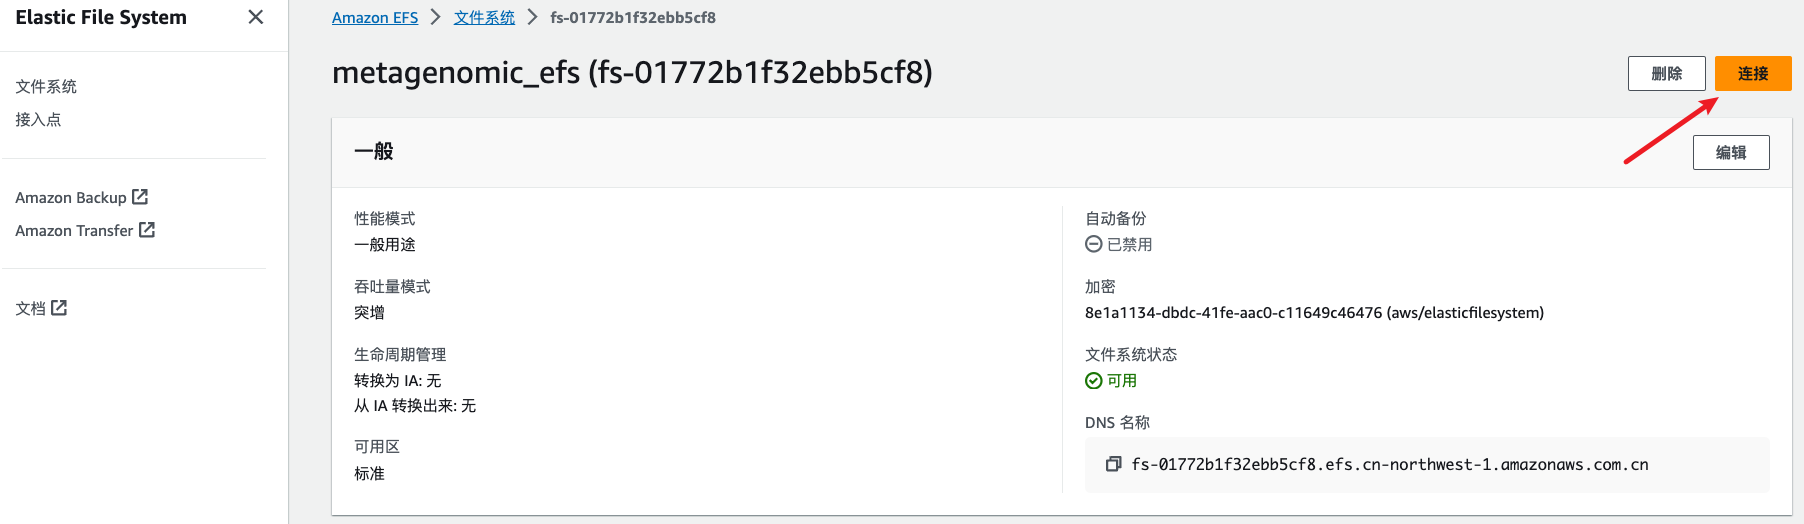 Elastic File System
文件系统
接入点
Amazon Backup
Amazon Transfer
文档
Amazon EFS
文件系统
fs-01772b1f32ebb5cf8
metagenomic_efs (fs-01772b1f32ebb5cf8)
删除
连接
一般
编辑
性能模式
一般用途
吞吐量模式
突增
生命周期管理
转换为 IA: 无
从 IA 转换出来: 无
可用区
标准
自动备份
已禁用
加密
8e1a1134-dbdc-41fe-aac0-c11649c46476 (aws/elasticfilesystem)
文件系统状态
可用
DNS 名称
fs-01772b1f32ebb5cf8.efs.cn-northwest-1.amazonaws.com.cn